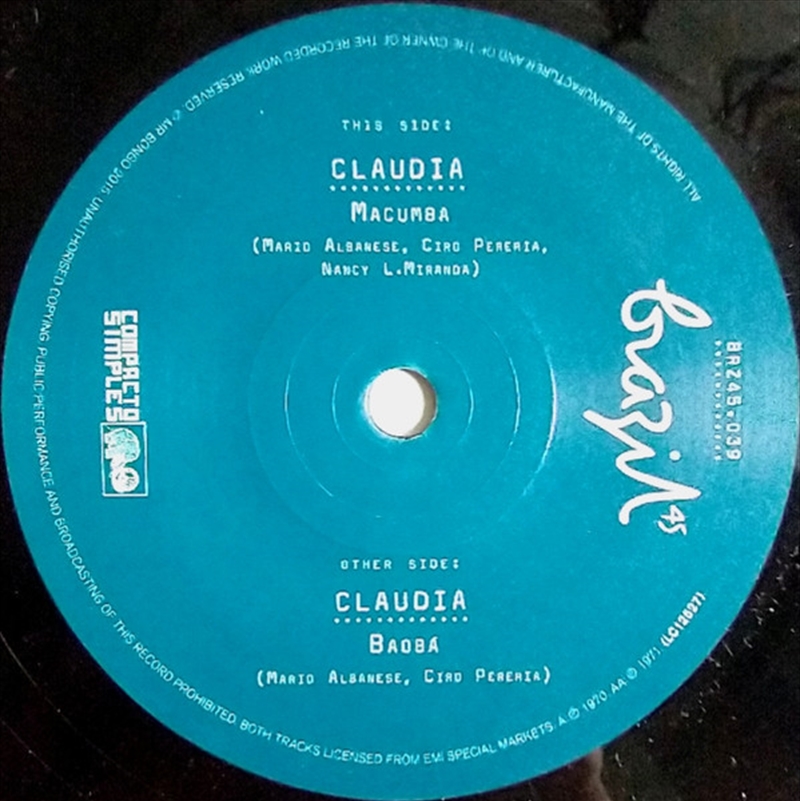 THIS SIDE:
CLAUDIA
MACUMBA
(MARIO ALBANESE, CIRO PERERIA,
NANCY L.MIRANDA)
brazil 45
BRZ45.039
COMPACTO
SIMPLES
OTHER SIDE:
CLAUDIA
BAOBÁ
(MARIO ALBANESE, CIRO PERERIA)
ALL RIGHTS OF THE MANUFACTURER AND OF THE OWNER OF THE RECORDED WORK RESERVED. ℗ MR BONGO 2015. UNAUTHORISED COPYING, PUBLIC PERFORMANCE AND BROADCASTING OF THIS RECORD PROHIBITED. BOTH TRACKS LICENSED FROM EMI SPECIAL MARKETS. A ℗ 1970. AA ℗ 1971. (LC12627)